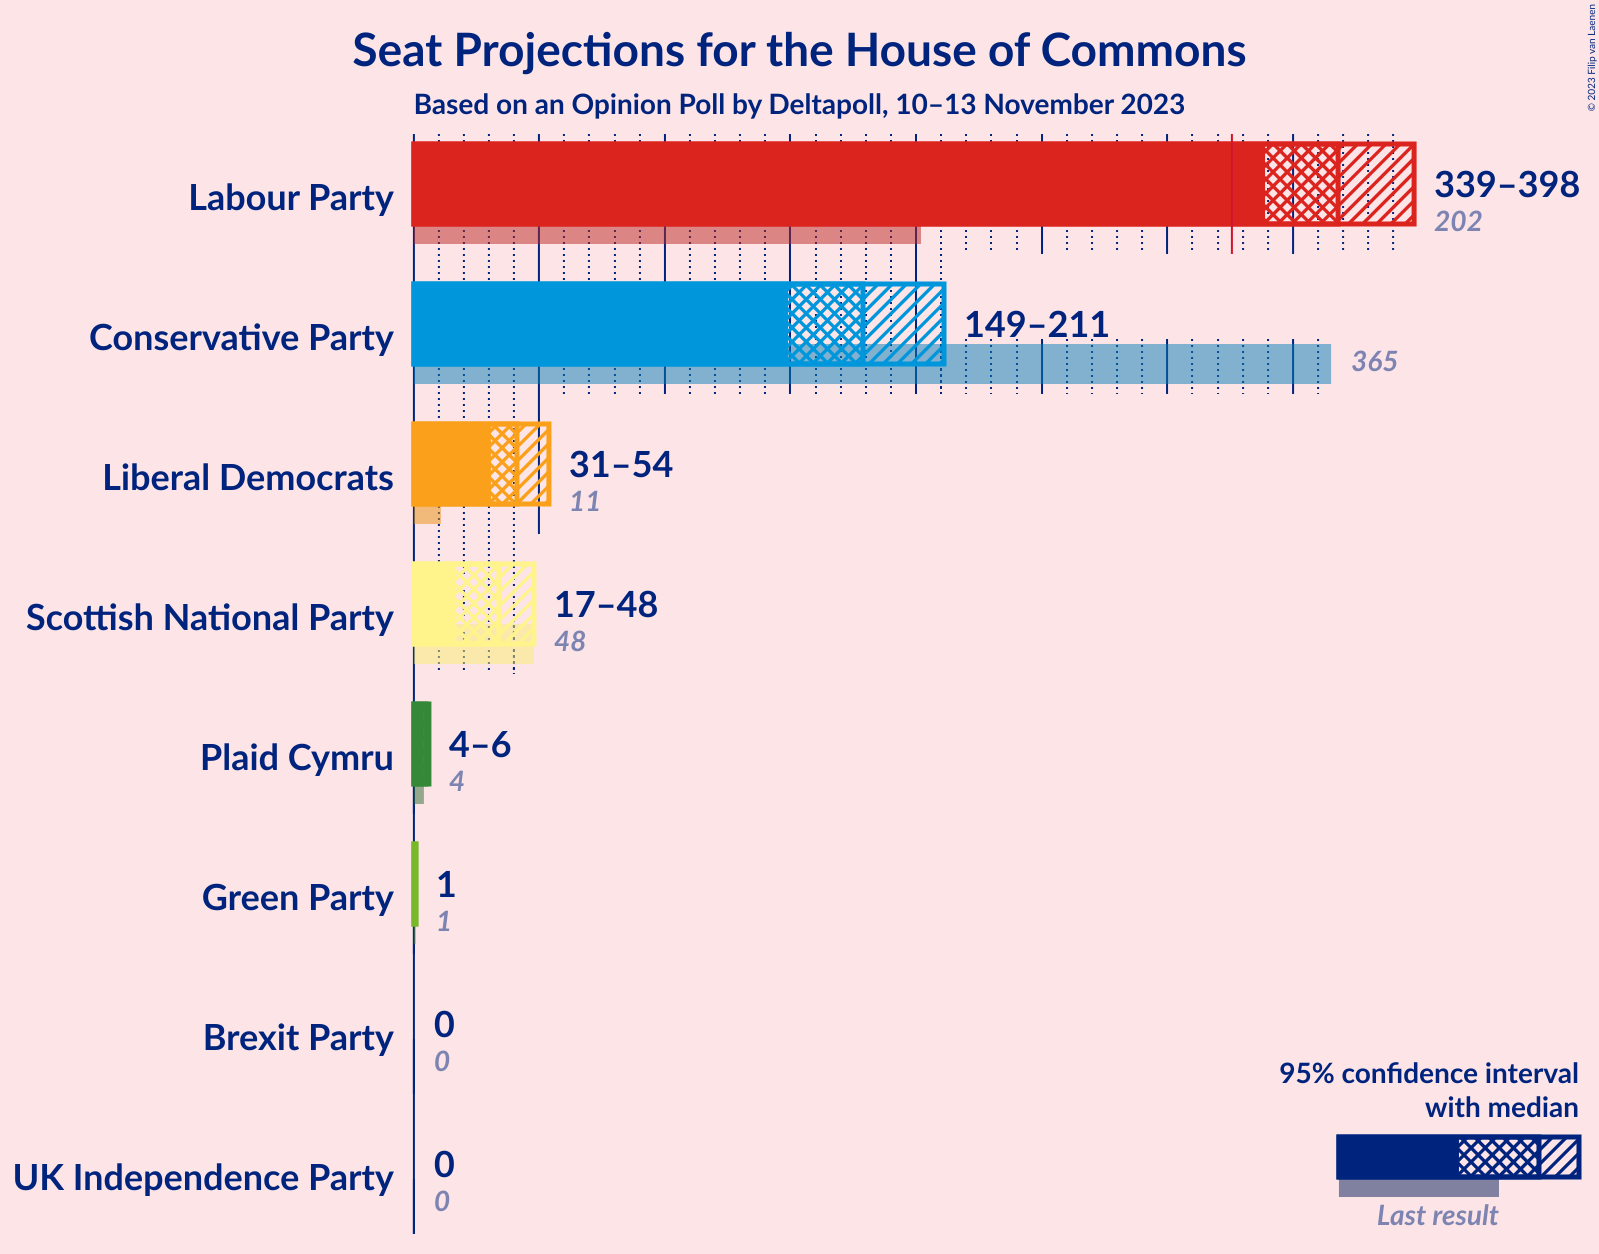 Seat Projections for the House of Commons
Based on an Opinion Poll by Deltapoll, 10–13 November 2023
© 2023 Filip van Laenen
Labour Party
339–398
202
Conservative Party
149–211
365
Liberal Democrats
31–54
11
Scottish National Party
17–48
48
Plaid Cymru
4–6
4
Green Party
1
1
Brexit Party
0
0
UK Independence Party
0
0
95% confidence interval
with median
Last result